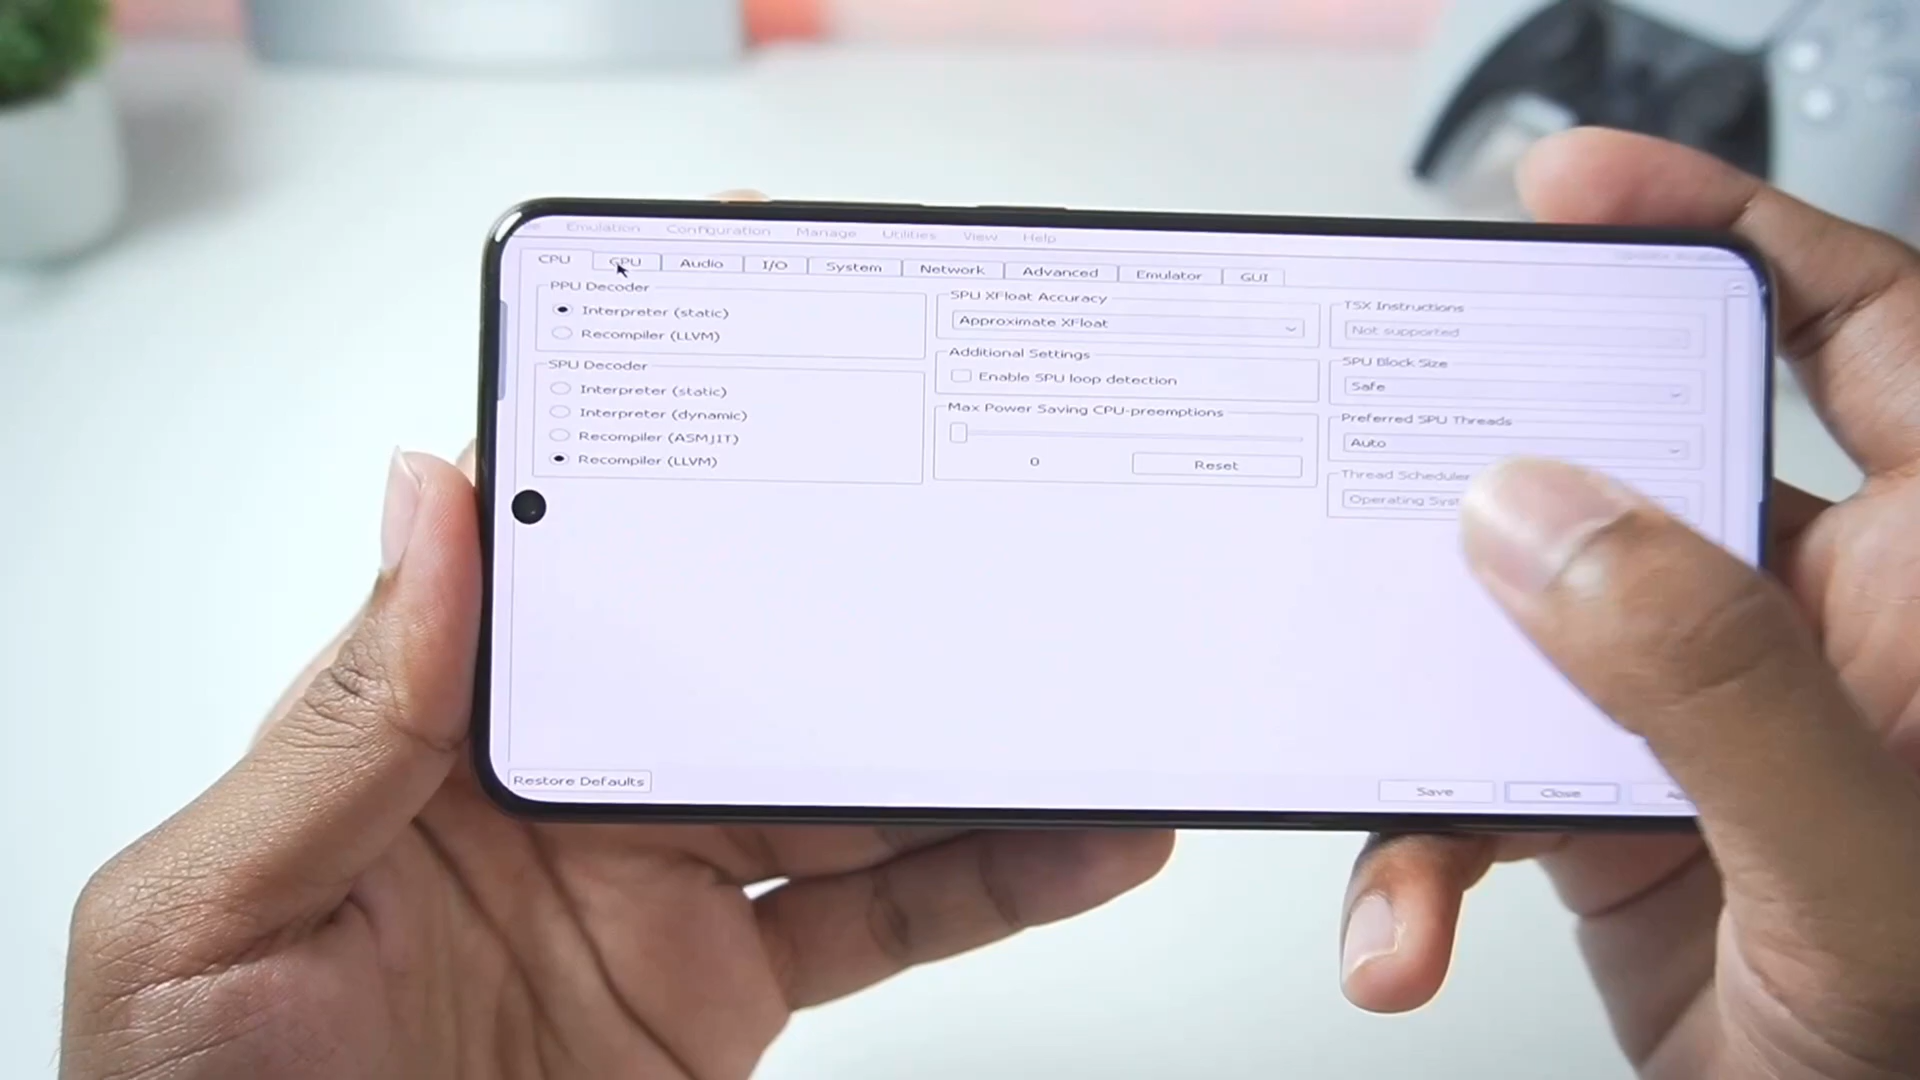 Emulation Configuration Manage Utilities View Help
CPU GPU Audio I/O System Network Advanced Emulator GUI
PPU Decoder
Interpreter (static)
Recompiler (LLVM)
SPU Decoder
Interpreter (static)
Interpreter (dynamic)
Recompiler (ASMJIT)
Recompiler (LLVM)
SPU XFloat Accuracy
Approximate XFloat
Additional Settings
Enable SPU loop detection
Max Power Saving CPU-preemptions
0 Reset
TSX Instructions
Not supported
SPU Block Size
Safe
Preferred SPU Threads
Auto
Thread Scheduler
Operating Syst
Restore Defaults Save Close